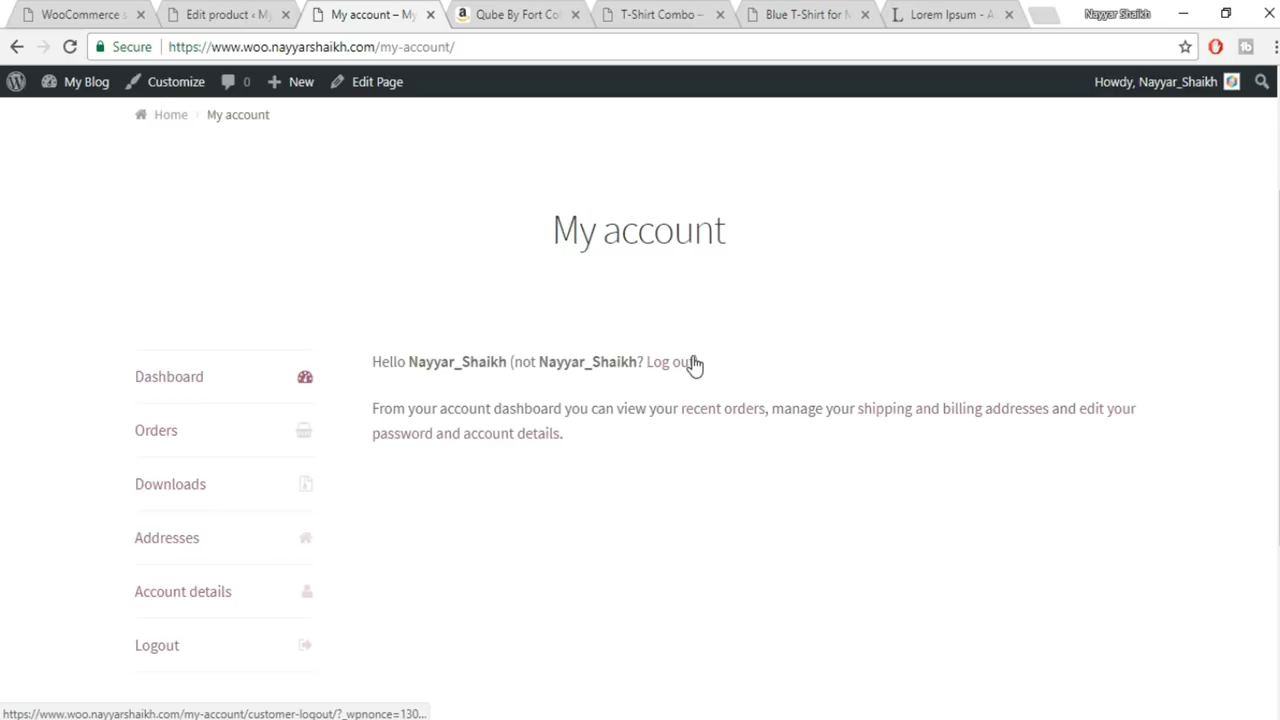 WooCommerce s
Edit product ‹ My
My account – My
Qube By Fort Col
T-Shirt Combo –
Blue T-Shirt for M
Lorem Ipsum - A
Nayyar Shaikh
Secure
https://www.woo.nayyarshaikh.com/my-account/
My Blog
Customize
0
New
Edit Page
Howdy, Nayyar_Shaikh
Home
My account
My account
Hello Nayyar_Shaikh (not Nayyar_Shaikh? Log out
From your account dashboard you can view your recent orders, manage your shipping and billing addresses and edit your
password and account details.
Dashboard
Orders
Downloads
Addresses
Account details
Logout
https://www.woo.nayyarshaikh.com/my-account/customer-logout/?_wpnonce=130...